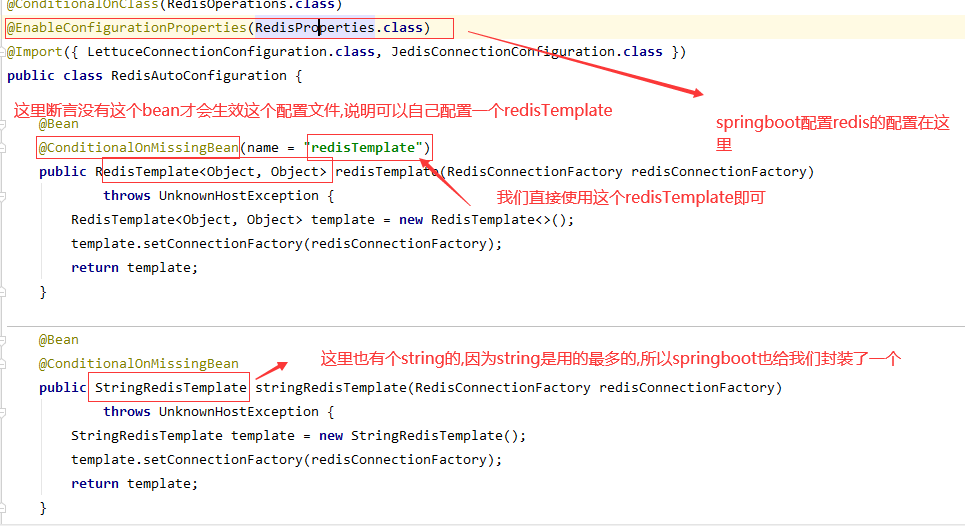 @ConditionalOnClass(RedisOperations.class)
@EnableConfigurationProperties(RedisProperties.class)
@Import({ LettuceConnectionConfiguration.class, JedisConnectionConfiguration.class })
public class RedisAutoConfiguration {
这里断言没有这个bean才会生效这个配置文件,说明可以自己配置一个redisTemplate
springboot配置redis的配置在这
里
@Bean
@ConditionalOnMissingBean(name = "redisTemplate")
public RedisTemplate<Object, Object> redisTemplate(RedisConnectionFactory redisConnectionFactory)
throws UnknownHostException {
我们直接使用这个redisTemplate即可
RedisTemplate<Object, Object> template = new RedisTemplate<>();
template.setConnectionFactory(redisConnectionFactory);
return template;
}
@Bean
@ConditionalOnMissingBean
这里也有个string的,因为string是用的最多的,所以springboot也给我们封装了一个
public StringRedisTemplate stringRedisTemplate(RedisConnectionFactory redisConnectionFactory)
throws UnknownHostException {
StringRedisTemplate template = new StringRedisTemplate();
template.setConnectionFactory(redisConnectionFactory);
return template;
}